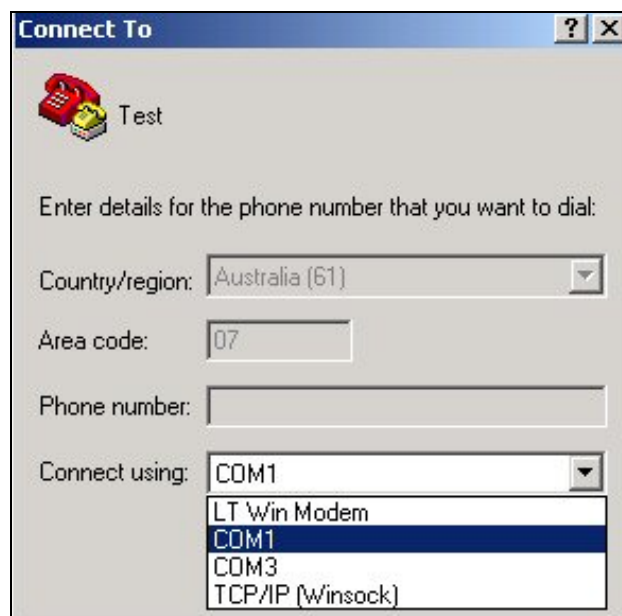 Connect To
Test
Enter details for the phone number that you want to dial:
Country/region: Australia (61)
Area code: 07
Phone number:
Connect using: COM1
LT Win Modem
COM1
COM3
TCP/IP (Winsock)